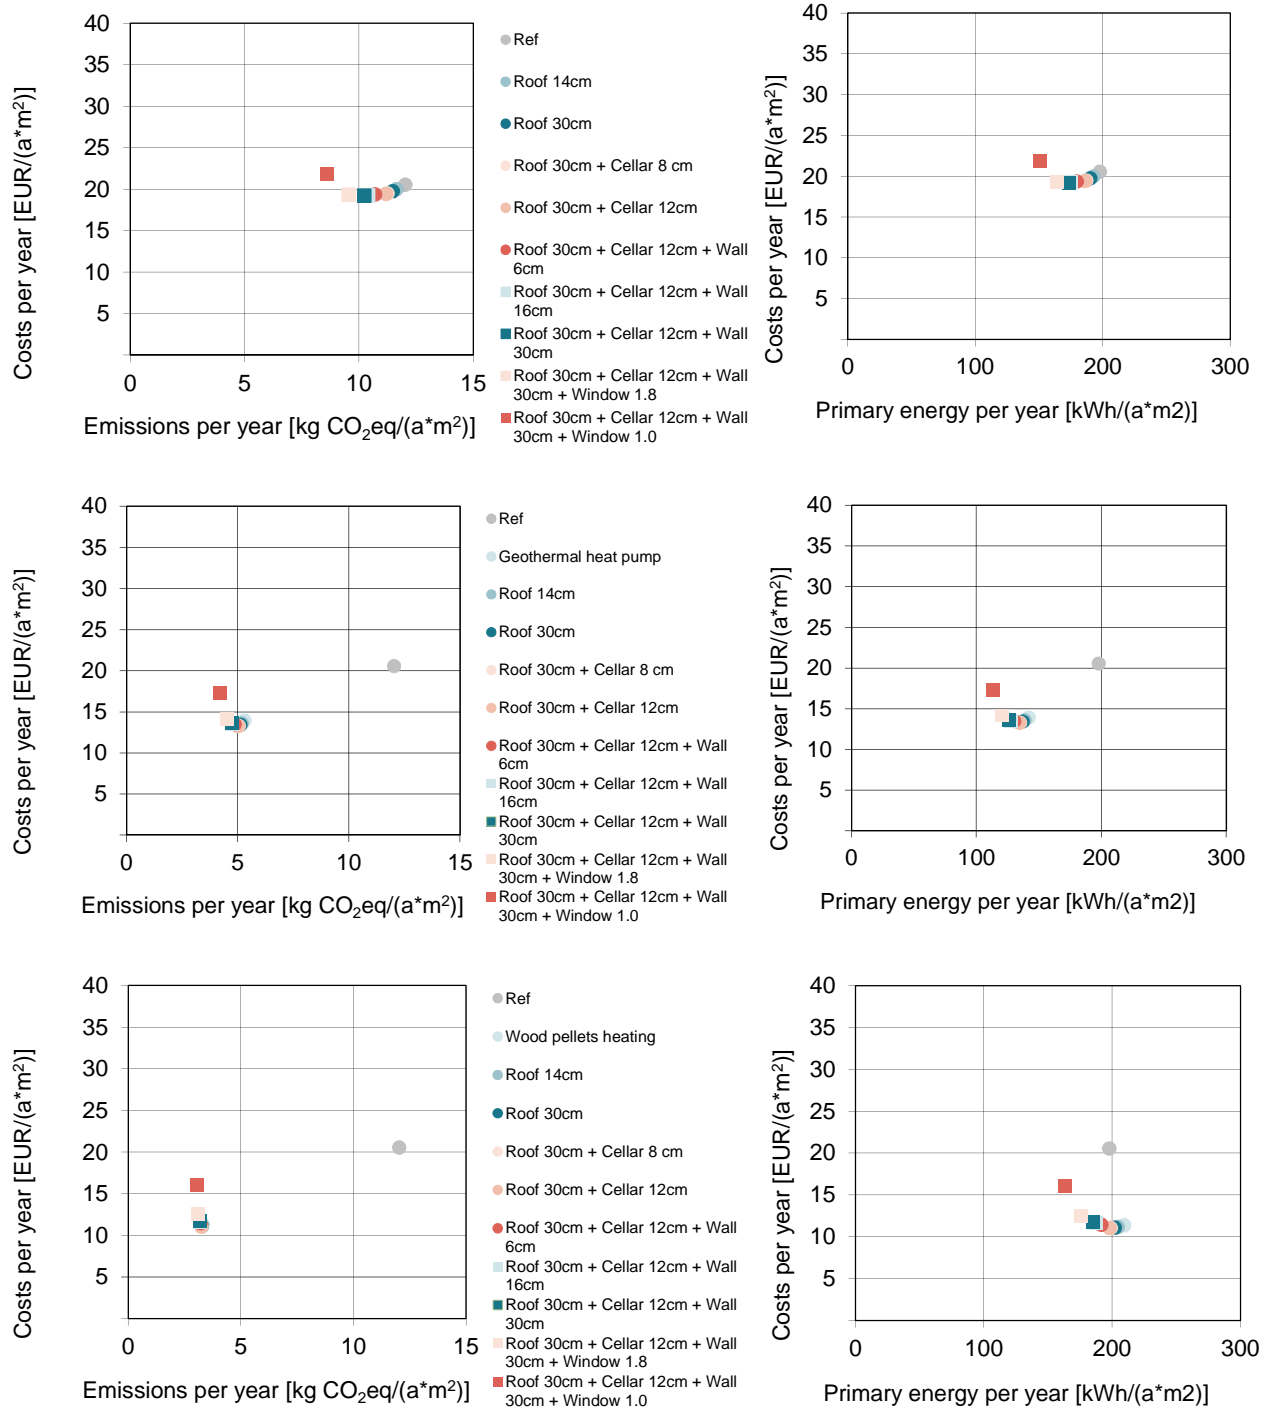 40
35
30
25
20
15
10
5
0
5
10
15
Costs per year [EUR/(a*m²)]
Emissions per year [kg CO₂eq/(a*m²)]
Ref
Roof 14cm
Roof 30cm
Roof 30cm + Cellar 8 cm
Roof 30cm + Cellar 12cm
Roof 30cm + Cellar 12cm + Wall
6cm
Roof 30cm + Cellar 12cm + Wall
16cm
Roof 30cm + Cellar 12cm + Wall
30cm
Roof 30cm + Cellar 12cm + Wall
30cm + Window 1.8
Roof 30cm + Cellar 12cm + Wall
30cm + Window 1.0
40
35
30
25
20
15
10
5
0
100
200
300
Costs per year [EUR/(a*m²)]
Primary energy per year [kWh/(a*m2)]
40
35
30
25
20
15
10
5
0
5
10
15
Costs per year [EUR/(a*m²)]
Emissions per year [kg CO₂eq/(a*m²)]
Ref
Geothermal heat pump
Roof 14cm
Roof 30cm
Roof 30cm + Cellar 8 cm
Roof 30cm + Cellar 12cm
Roof 30cm + Cellar 12cm + Wall
6cm
Roof 30cm + Cellar 12cm + Wall
16cm
Roof 30cm + Cellar 12cm + Wall
30cm
Roof 30cm + Cellar 12cm + Wall
30cm + Window 1.8
Roof 30cm + Cellar 12cm + Wall
30cm + Window 1.0
40
35
30
25
20
15
10
5
0
100
200
300
Costs per year [EUR/(a*m²)]
Primary energy per year [kWh/(a*m2)]
40
35
30
25
20
15
10
5
0
5
10
15
Costs per year [EUR/(a*m²)]
Emissions per year [kg CO₂eq/(a*m²)]
Ref
Wood pellets heating
Roof 14cm
Roof 30cm
Roof 30cm + Cellar 8 cm
Roof 30cm + Cellar 12cm
Roof 30cm + Cellar 12cm + Wall
6cm
Roof 30cm + Cellar 12cm + Wall
16cm
Roof 30cm + Cellar 12cm + Wall
30cm
Roof 30cm + Cellar 12cm + Wall
30cm + Window 1.8
Roof 30cm + Cellar 12cm + Wall
30cm + Window 1.0
40
35
30
25
20
15
10
5
0
100
200
300
Costs per year [EUR/(a*m²)]
Primary energy per year [kWh/(a*m2)]